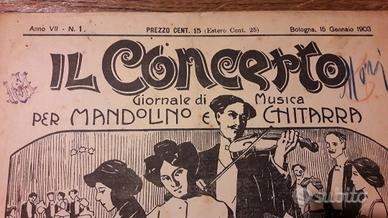 Anno VII - N. 1.
PREZZO CENT. 15 (Estero Cent. 25)
Bologna, 15 Gennaio 1903
IL CONCERTO
Giornale di Musica
PER MANDOLINO E CHITARRA
subito